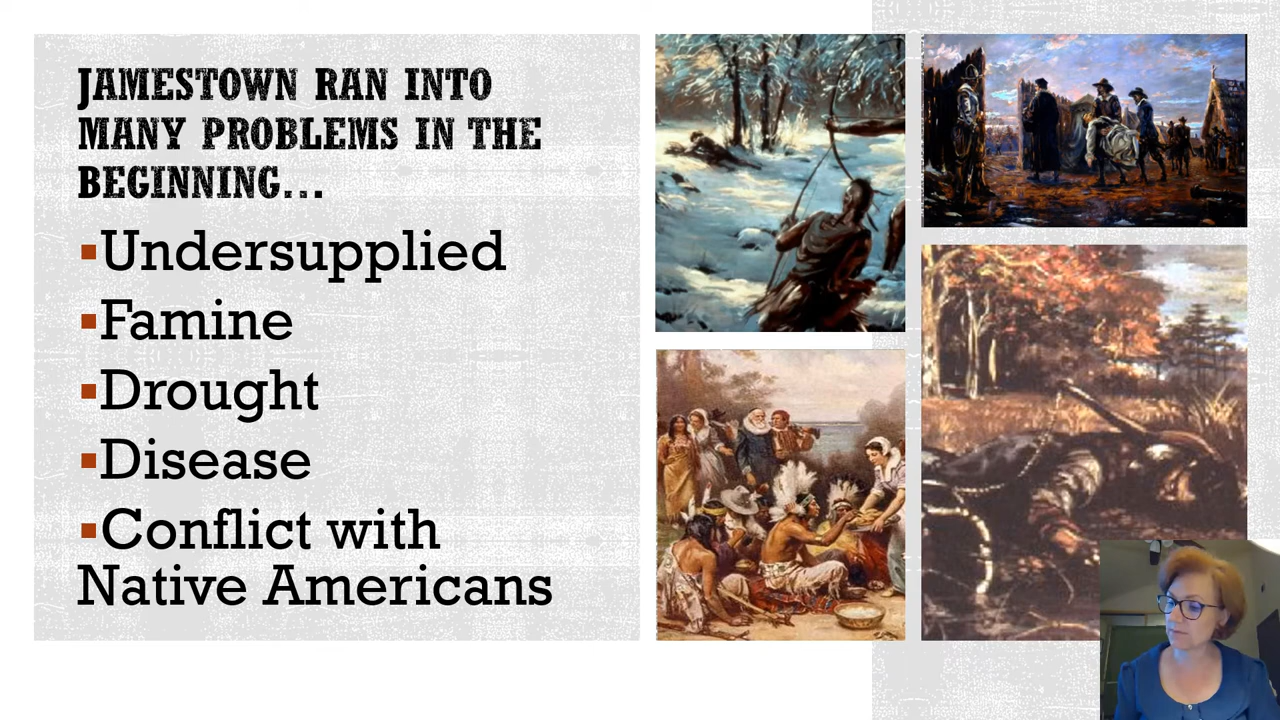 JAMESTOWN RAN INTO
MANY PROBLEMS IN THE
BEGINNING…
▪Undersupplied
▪Famine
▪Drought
▪Disease
▪Conflict with
Native Americans